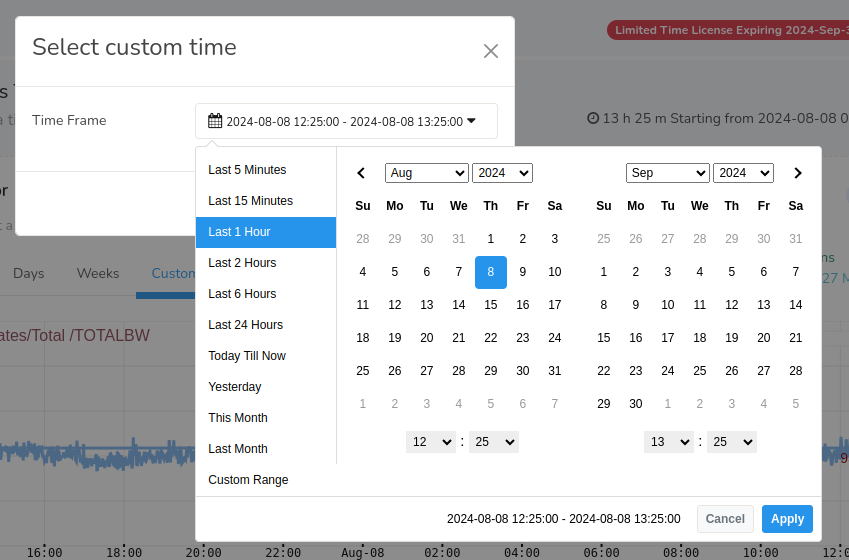 Select custom time
Limited Time License Expiring 2024-Sep-3
Time Frame
2024-08-08 12:25:00 - 2024-08-08 13:25:00
13 h 25 m Starting from 2024-08-08 0
Last 5 Minutes
Last 15 Minutes
Last 1 Hour
Last 2 Hours
Last 6 Hours
Last 24 Hours
Today Till Now
Yesterday
This Month
Last Month
Custom Range
Aug 2024
Su Mo Tu We Th Fr Sa
28 29 30 31 1 2 3
4 5 6 7 8 9 10
11 12 13 14 15 16 17
18 19 20 21 22 23 24
25 26 27 28 29 30 31
1 2 3 4 5 6 7
12 : 25
Sep 2024
Su Mo Tu We Th Fr Sa
25 26 27 28 29 30 31
1 2 3 4 5 6 7
8 9 10 11 12 13 14
15 16 17 18 19 20 21
22 23 24 25 26 27 28
29 30 1 2 3 4 5
13 : 25
2024-08-08 12:25:00 - 2024-08-08 13:25:00 Cancel Apply
Days Weeks Custom
27 M
ates/Total /TOTALBW
9
16:00 18:00 20:00 22:00 Aug-08 02:00 04:00 06:00 08:00 10:00 12:0